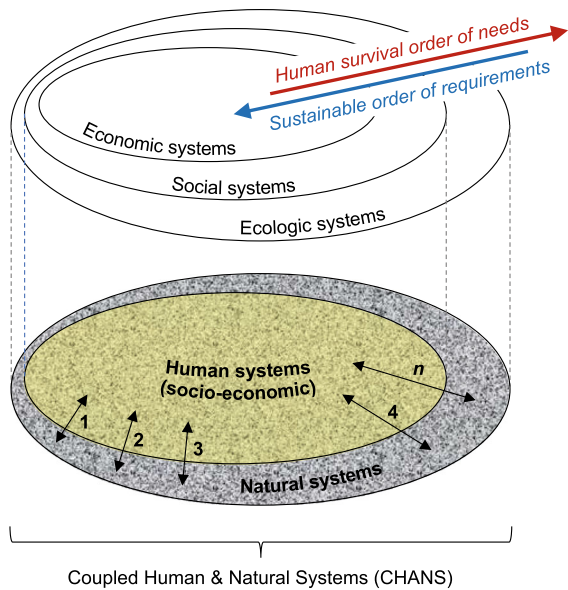 Human survival order of needs
Sustainable order of requirements
Economic systems
Social systems
Ecologic systems
Human systems
(socio-economic)
n
1
2
3
4
Natural systems
Coupled Human & Natural Systems (CHANS)